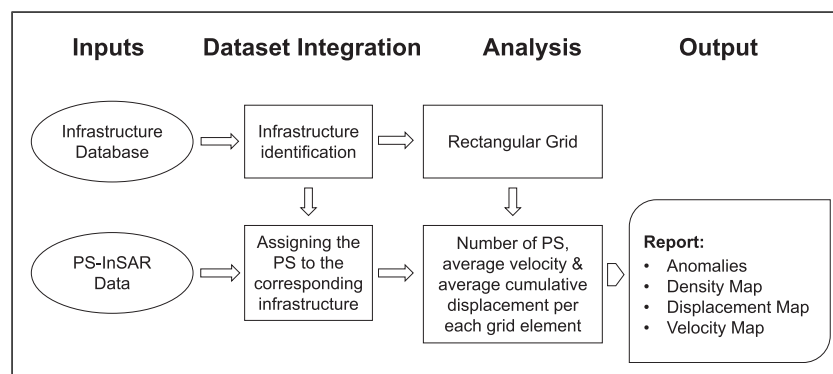 Inputs
Dataset Integration
Analysis
Output
Infrastructure
Database
Infrastructure
identification
Rectangular Grid
PS-InSAR
Data
Assigning the
PS to the
corresponding
infrastructure
Number of PS,
average velocity &
average cumulative
displacement per
each grid element
Report:
• Anomalies
• Density Map
• Displacement Map
• Velocity Map